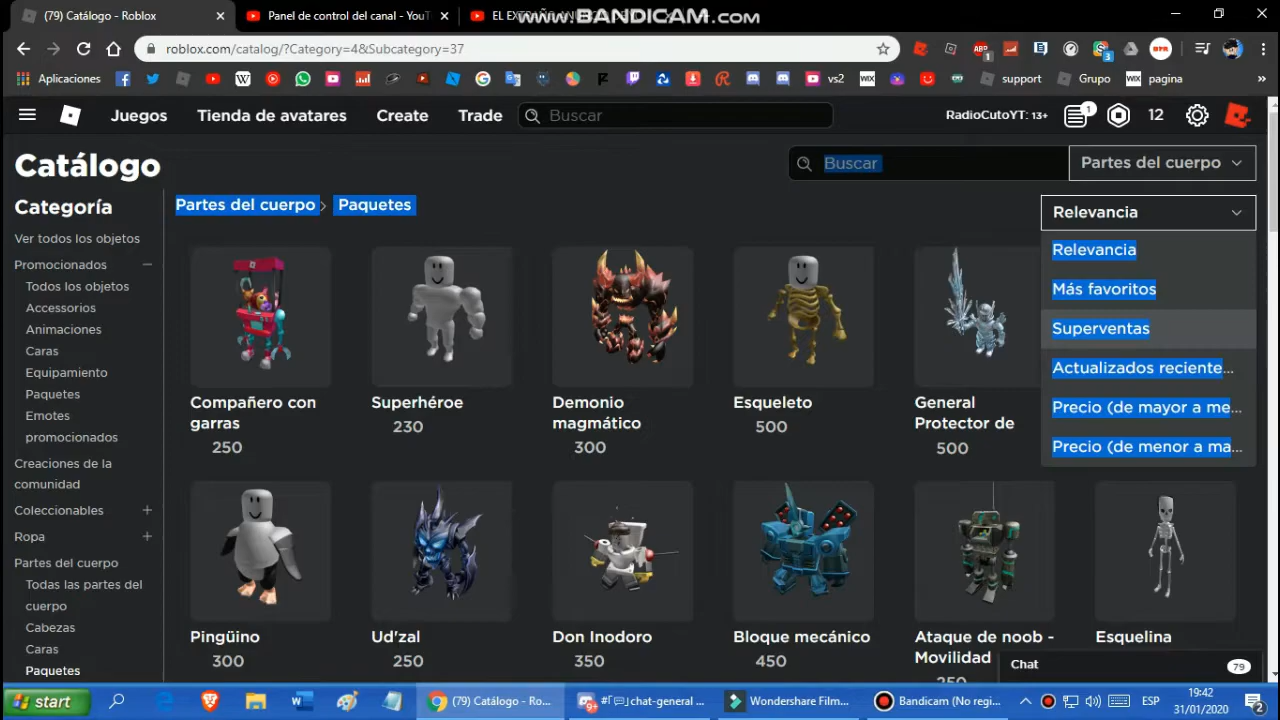 (79) Catálogo - Roblox
Panel de control del canal - YouT
EL EXTRAÑO AN
www.BANDICAM.com
roblox.com/catalog/?Category=4&Subcategory=37
Aplicaciones
vs2
support
Grupo
pagina
Juegos
Tienda de avatares
Create
Trade
Buscar
RadioCutoYT: 13+
1
12
Catálogo
Buscar
Partes del cuerpo
Categoría
Partes del cuerpo
Paquetes
Relevancia
Relevancia
Más favoritos
Superventas
Actualizados reciente...
Precio (de mayor a me...
Precio (de menor a ma...
Ver todos los objetos
Promocionados
Todos los objetos
Accessorios
Animaciones
Caras
Equipamiento
Paquetes
Emotes
promocionados
Creaciones de la
comunidad
Coleccionables
Ropa
Partes del cuerpo
Todas las partes del
cuerpo
Cabezas
Caras
Paquetes
Compañero con
garras
250
Superhéroe
230
Demonio
magmático
300
Esqueleto
500
General
Protector de
500
Pingüino
300
Ud'zal
250
Don Inodoro
350
Bloque mecánico
450
Ataque de noob -
Movilidad
250
Esquelina
Chat
79
start
(79) Catálogo - Ro...
chat-general ...
Wondershare Film...
Bandicam (No regi...
ESP
19:42
31/01/2020
2